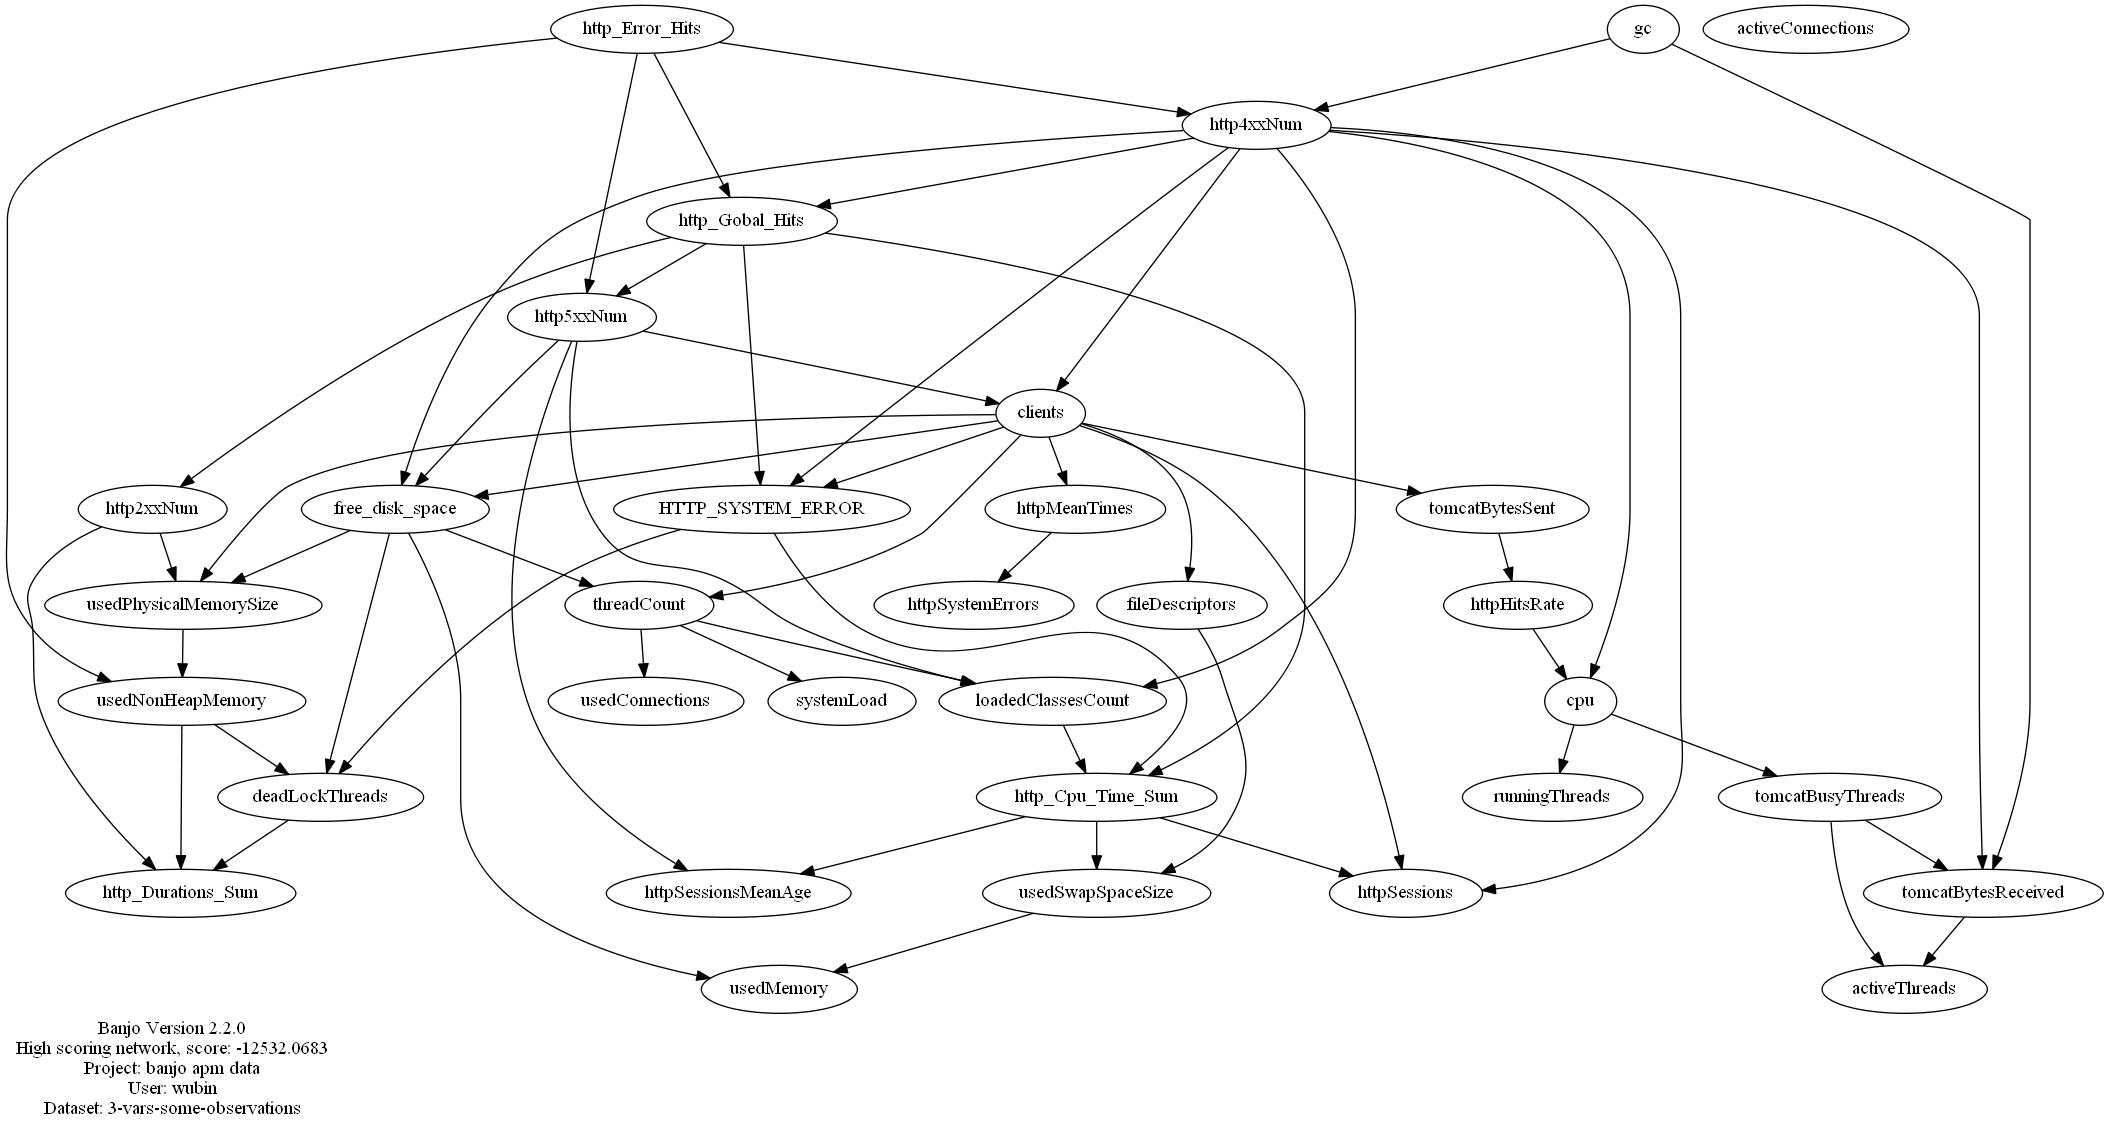 http_Error_Hits
gc
activeConnections
http4xxNum
http_Gobal_Hits
http5xxNum
clients
http2xxNum
free_disk_space
HTTP_SYSTEM_ERROR
httpMeanTimes
tomcatBytesSent
usedPhysicalMemorySize
threadCount
httpSystemErrors
fileDescriptors
httpHitsRate
usedNonHeapMemory
usedConnections
systemLoad
loadedClassesCount
cpu
deadLockThreads
http_Cpu_Time_Sum
runningThreads
tomcatBusyThreads
http_Durations_Sum
httpSessionsMeanAge
usedSwapSpaceSize
httpSessions
tomcatBytesReceived
usedMemory
activeThreads
Banjo Version 2.2.0
High scoring network, score: -12532.0683
Project: banjo apm data
User: wubin
Dataset: 3-vars-some-observations